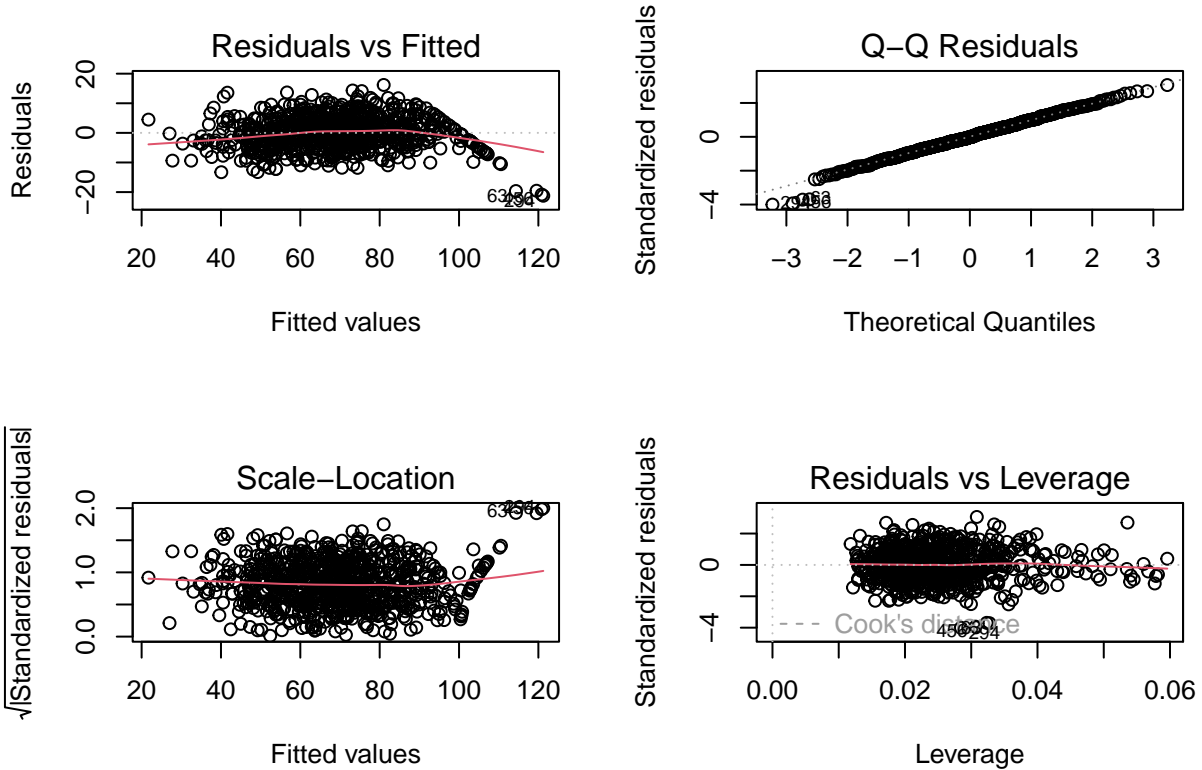 Residuals vs Fitted
Residuals
20
0
−20
20 40 60 80 100 120
Fitted values
Q−Q Residuals
Standardized residuals
0
−4
−3 −2 −1 0 1 2 3
Theoretical Quantiles
Scale−Location
√|Standardized residuals|
2.0
1.0
0.0
20 40 60 80 100 120
Fitted values
Residuals vs Leverage
Standardized residuals
0
−4
Cook's distance
0.00 0.02 0.04 0.06
Leverage